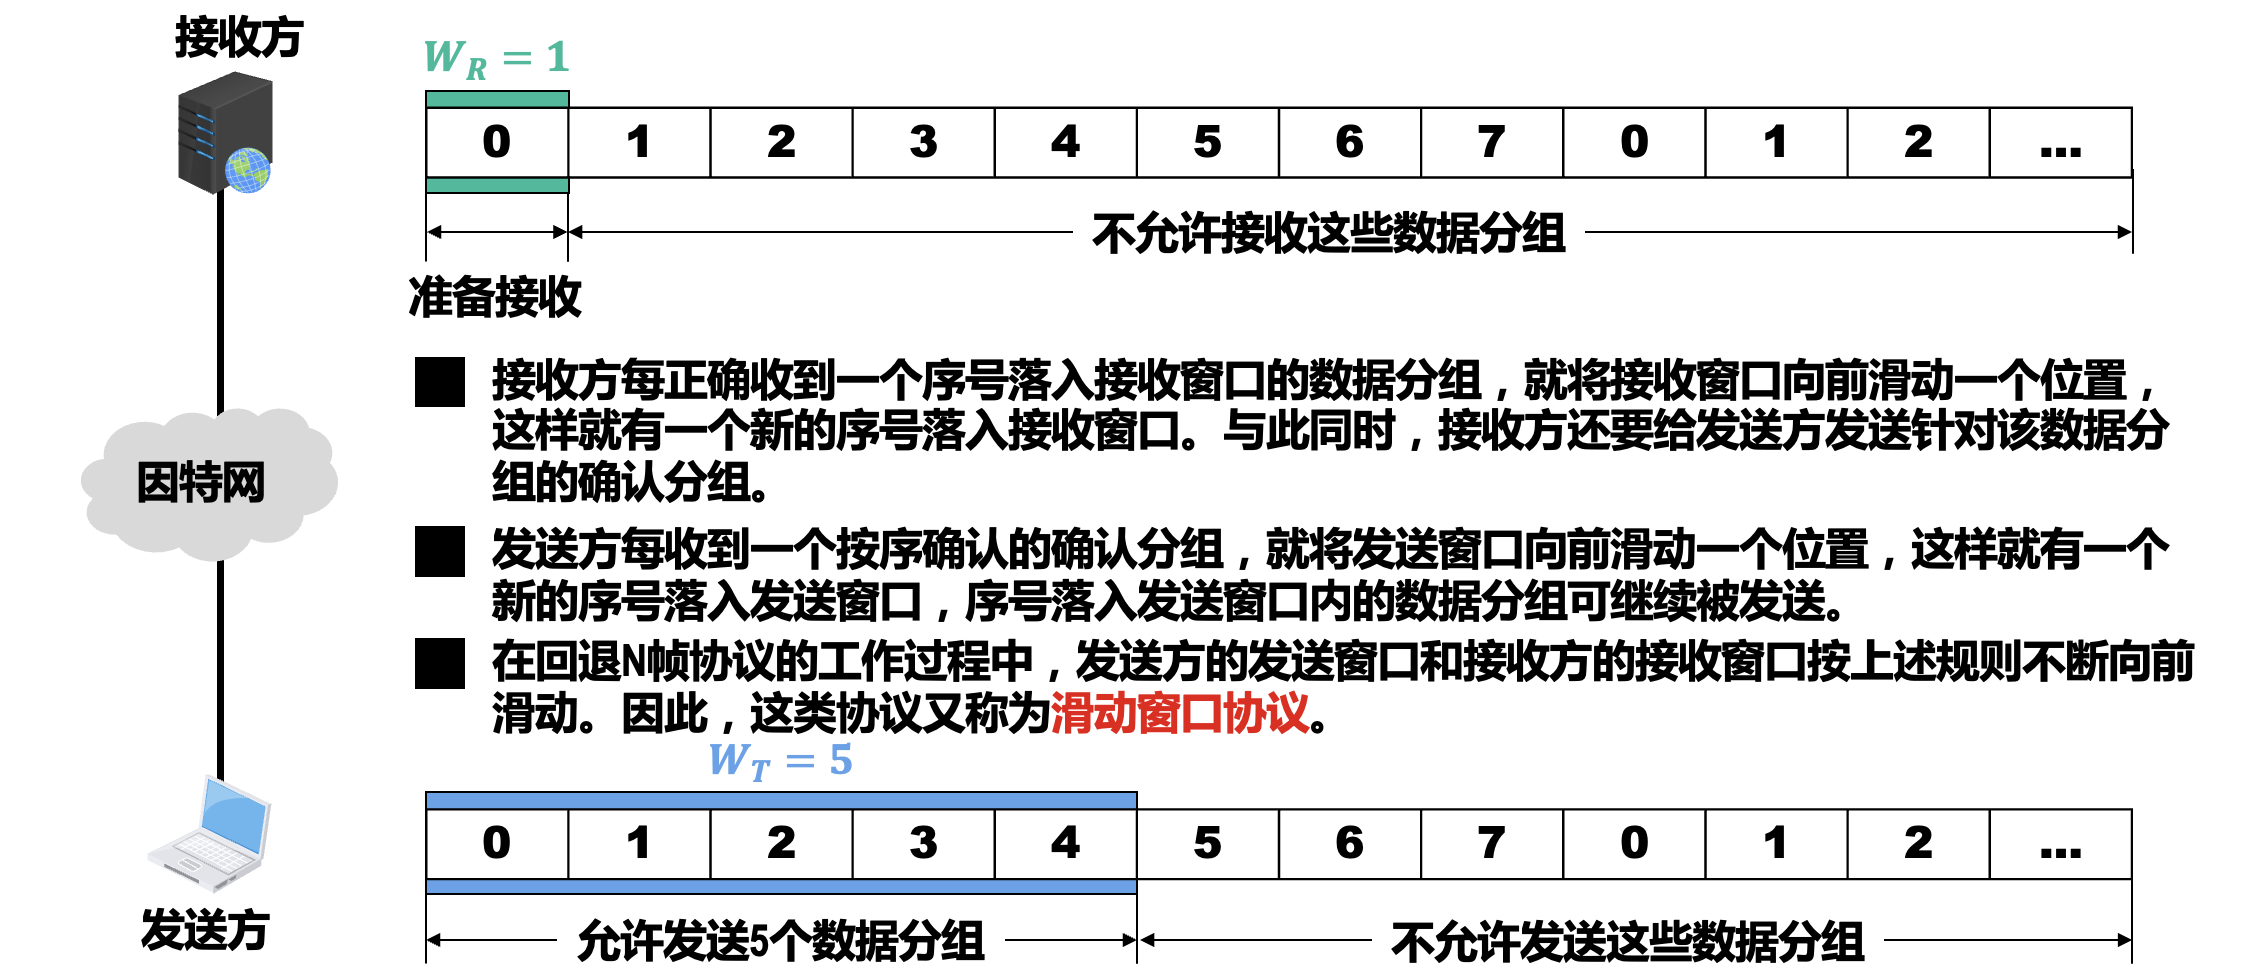 接收方
W_R = 1
0 1 2 3 4 5 6 7 0 1 2 ...
不允许接收这些数据分组
准备接收
接收方每正确收到一个序号落入接收窗口的数据分组，就将接收窗口向前滑动一个位置，
这样就有一个新的序号落入接收窗口。与此同时，接收方还要给发送方发送针对该数据分
组的确认分组。
因特网
发送方每收到一个按序确认的确认分组，就将发送窗口向前滑动一个位置，这样就有一个
新的序号落入发送窗口，序号落入发送窗口内的数据分组可继续被发送。
在回退N帧协议的工作过程中，发送方的发送窗口和接收方的接收窗口按上述规则不断向前
滑动。因此，这类协议又称为滑动窗口协议。
W_T = 5
0 1 2 3 4 5 6 7 0 1 2 ...
发送方
允许发送5个数据分组
不允许发送这些数据分组